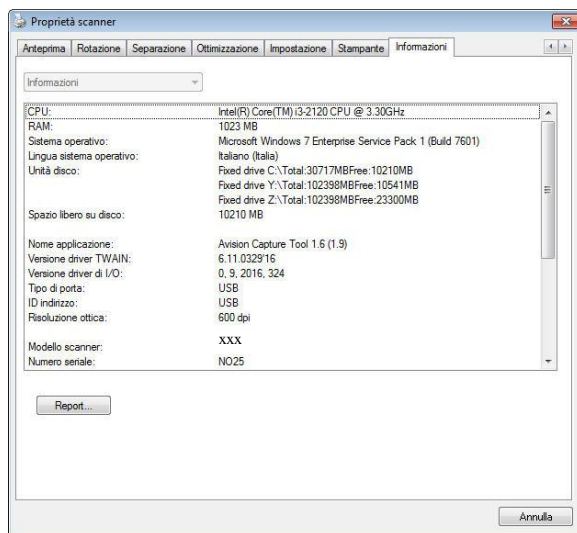 Proprietà scanner
Anteprima Rotazione Separazione Ottimizzazione Impostazione Stampante Informazioni
Informazioni
CPU: Intel(R) Core(TM) i3-2120 CPU @ 3.30GHz
RAM: 1023 MB
Sistema operativo: Microsoft Windows 7 Enterprise Service Pack 1 (Build 7601)
Lingua sistema operativo: Italiano (Italia)
Unità disco: Fixed drive C:\Total:30717MBFree:10210MB
Fixed drive Y:\Total:102398MBFree:10541MB
Fixed drive Z:\Total:102398MBFree:23300MB
Spazio libero su disco: 10210 MB
Nome applicazione: Avision Capture Tool 1.6 (1.9)
Versione driver TWAIN: 6.11.0329'16
Versione driver di I/O: 0, 9, 2016, 324
Tipo di porta: USB
ID indirizzo: USB
Risoluzione ottica: 600 dpi
Modello scanner: XXX
Numero seriale: NO25
Report...
Annulla